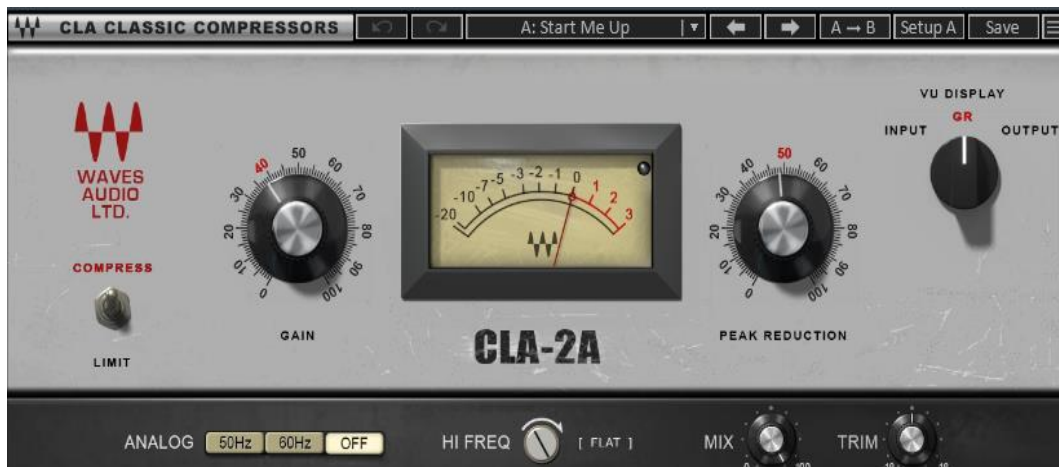 CLA CLASSIC COMPRESSORS A: Start Me Up A → B Setup A Save
WAVES
AUDIO
LTD.
COMPRESS
LIMIT
0 10 20 30 40 50 60 70 80 90 100
GAIN
-20 -10 -7 -5 -3 -2 -1 0 1 2 3
CLA-2A
0 10 20 30 40 50 60 70 80 90 100
PEAK REDUCTION
VU DISPLAY
INPUT GR OUTPUT
ANALOG 50Hz 60Hz OFF HI FREQ [ FLAT ] MIX TRIM
0 100